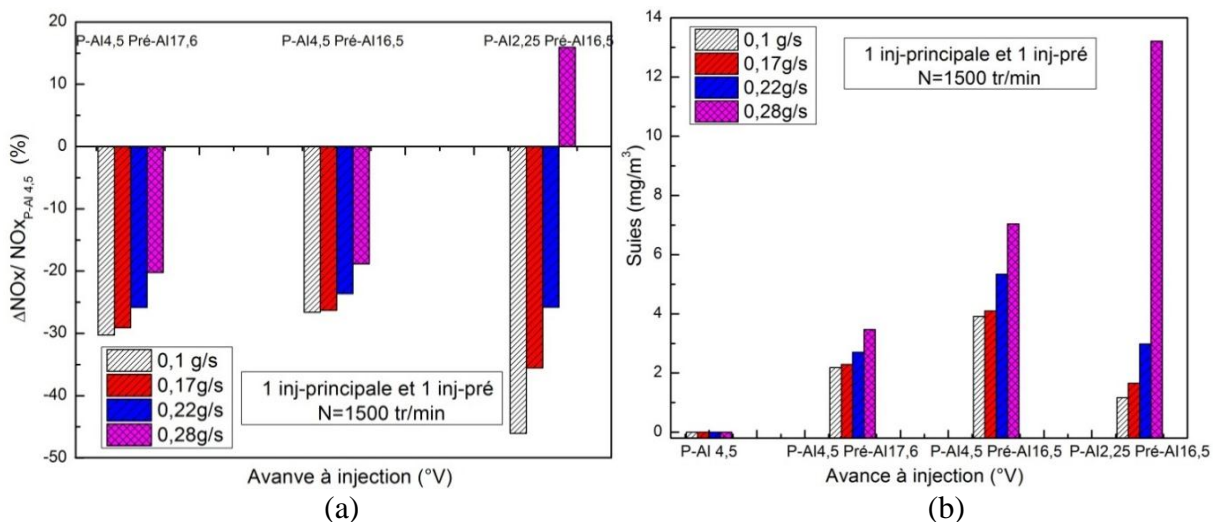 P-AI4,5 Pré-AI17,6
P-AI4,5 Pré-AI16,5
P-AI2,25 Pré-AI16,5
20
10
0
-10
-20
-30
-40
-50
ΔNOx/ NOx_P-AI 4,5 (%)
0,1 g/s
0,17g/s
0,22g/s
0,28g/s
1 inj-principale et 1 inj-pré
N=1500 tr/min
Avanve à injection (°V)
(a)
14
12
10
8
6
4
2
0
Suies (mg/m³)
0,1 g/s
0,17g/s
0,22g/s
0,28g/s
1 inj-principale et 1 inj-pré
N=1500 tr/min
P-AI 4,5
P-AI4,5 Pré-AI17,6
P-AI4,5 Pré-AI16,5
P-AI2,25 Pré-AI16,5
Avance à injection (°V)
(b)